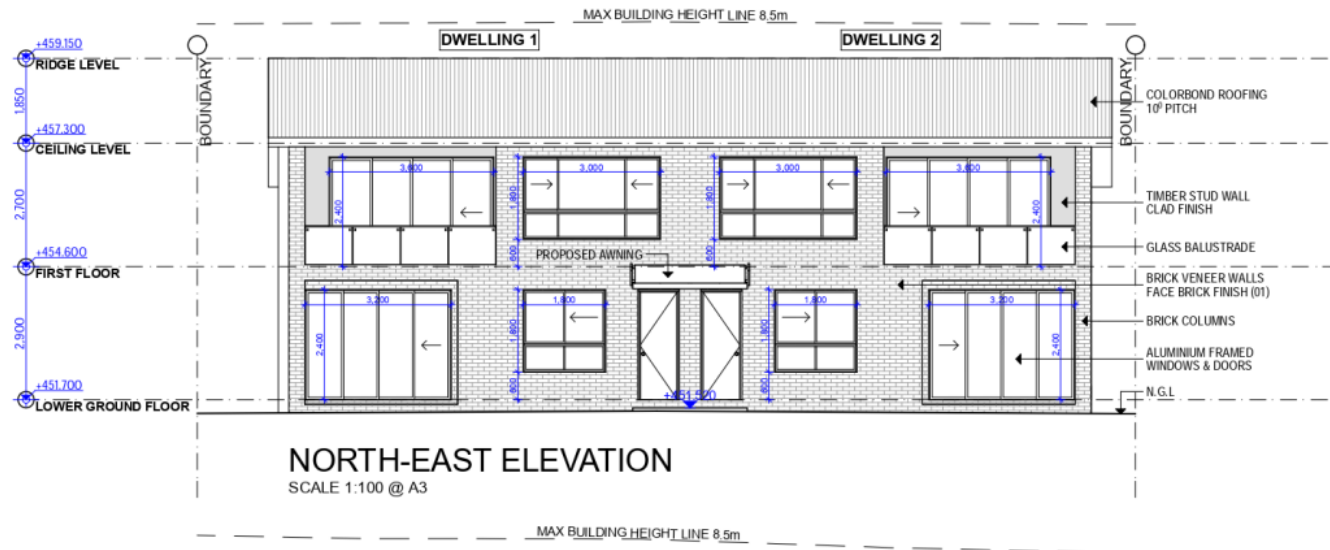 MAX BUILDING HEIGHT LINE 8.5m
DWELLING 1
DWELLING 2
+459.150
RIDGE LEVEL
1,850
BOUNDARY
BOUNDARY
COLORBOND ROOFING
10⁰ PITCH
+457.300
CEILING LEVEL
2,700
3,600
2,400
3,000
1,800
600
3,000
1,800
600
3,600
2,400
TIMBER STUD WALL
CLAD FINISH
GLASS BALUSTRADE
PROPOSED AWNING
+454.600
FIRST FLOOR
BRICK VENEER WALLS
FACE BRICK FINISH (01)
2,900
3,200
2,400
1,800
1,800
600
1,800
1,800
600
3,200
2,400
BRICK COLUMNS
ALUMINIUM FRAMED
WINDOWS & DOORS
+451.700
LOWER GROUND FLOOR
+451.520
N.G.L
NORTH-EAST ELEVATION
SCALE 1:100 @ A3
MAX BUILDING HEIGHT LINE 8.5m